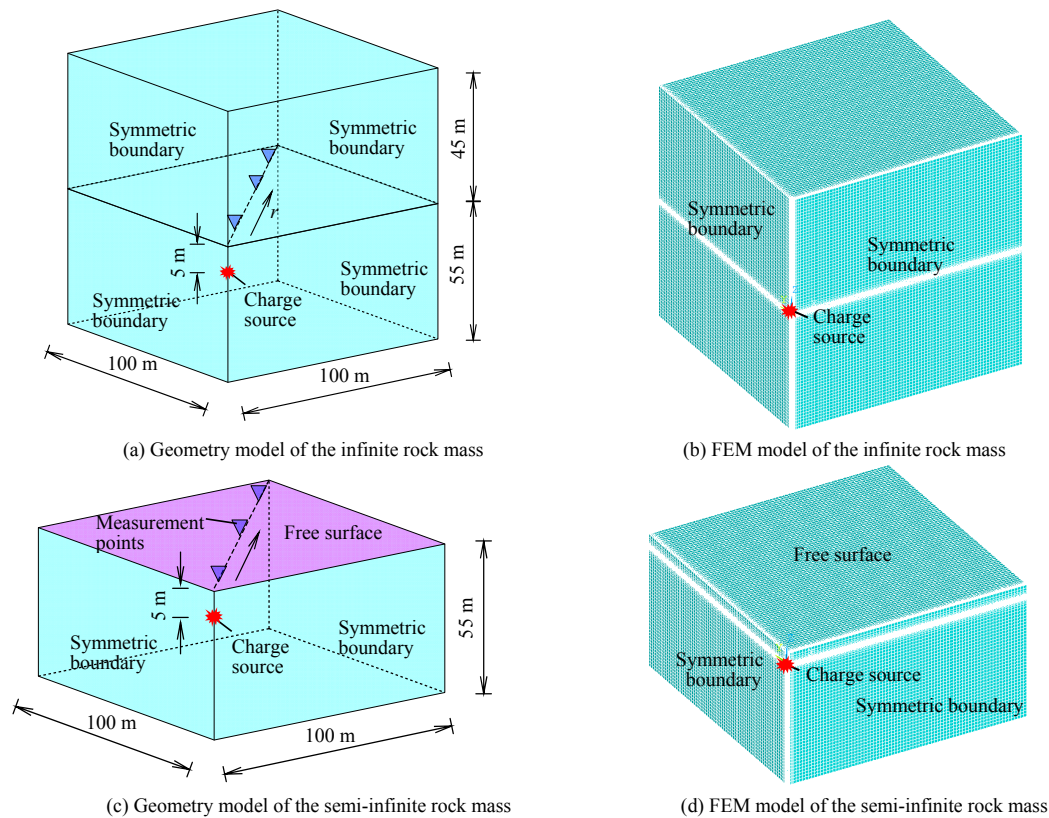 Symmetric
boundary
Symmetric
boundary
45 m
r
5 m
Symmetric
boundary
Symmetric
boundary
Charge
source
55 m
100 m
100 m
(a) Geometry model of the infinite rock mass
Symmetric
boundary
Symmetric
boundary
Z
Charge
source
(b) FEM model of the infinite rock mass
Measurement
points
Free surface
5 m
Symmetric
boundary
Charge
source
Symmetric
boundary
55 m
100 m
100 m
(c) Geometry model of the semi-infinite rock mass
Free surface
Z
Symmetric
boundary
Charge source
Symmetric boundary
(d) FEM model of the semi-infinite rock mass